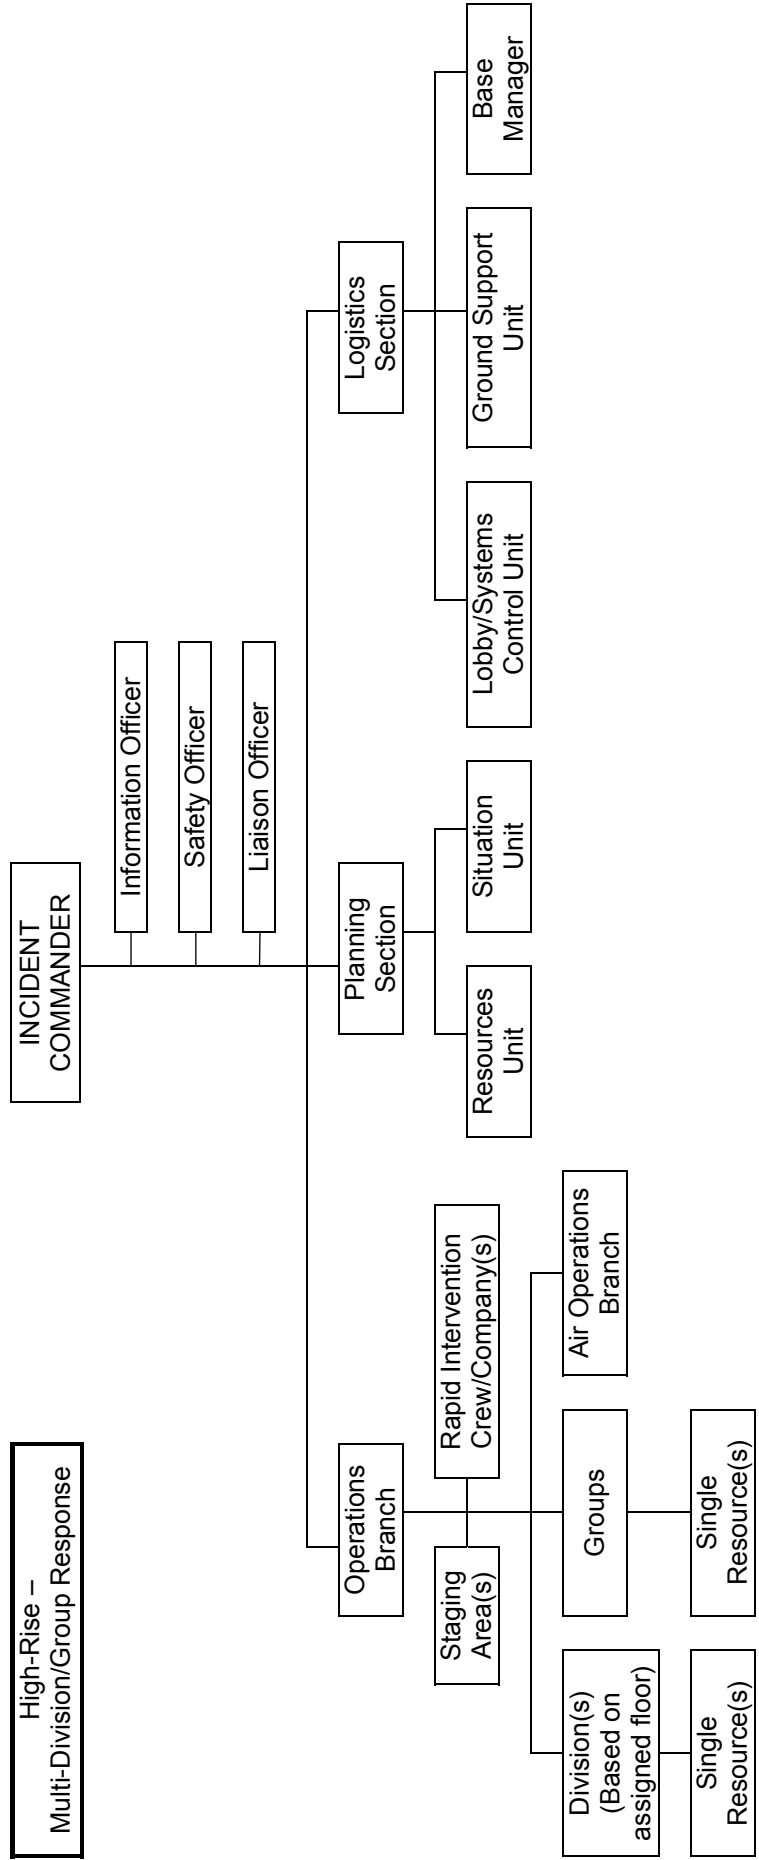 High-Rise –
Multi-Division/Group Response
INCIDENT
COMMANDER
Information Officer
Safety Officer
Liaison Officer
Operations
Branch
Planning
Section
Logistics
Section
Staging
Area(s)
Rapid Intervention
Crew/Company(s)
Resources
Unit
Situation
Unit
Lobby/Systems
Control Unit
Ground Support
Unit
Base
Manager
Division(s)
(Based on
assigned floor)
Groups
Air Operations
Branch
Single
Resource(s)
Single
Resource(s)